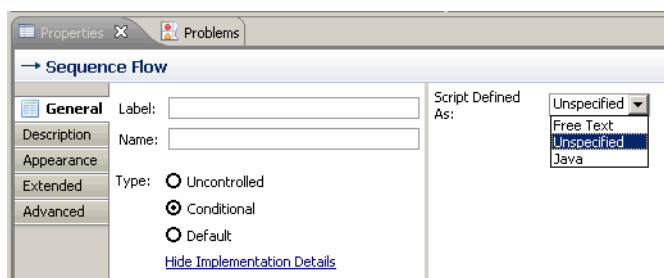 Properties
Problems
Sequence Flow
General
Description
Appearance
Extended
Advanced
Label:
Name:
Type:
Uncontrolled
Conditional
Default
Hide Implementation Details
Script Defined
As:
Unspecified
Free Text
Unspecified
Java